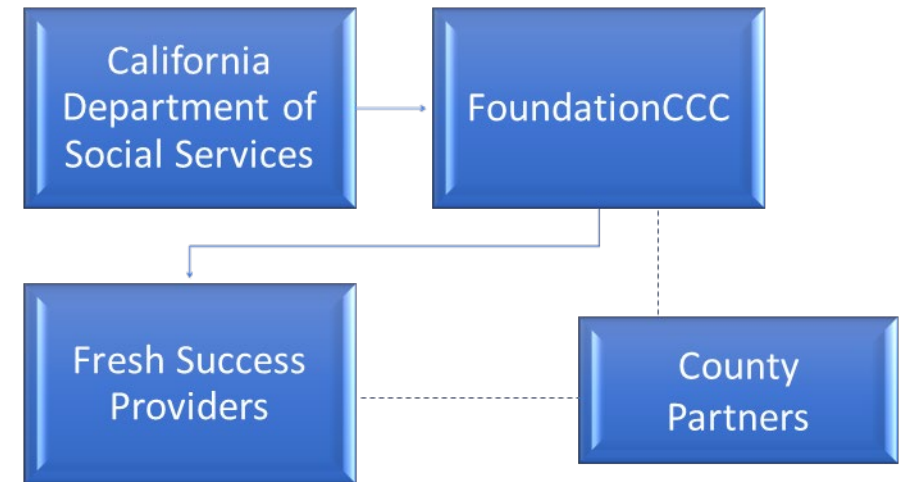 California
Department of
Social Services
FoundationCCC
Fresh Success
Providers
County
Partners